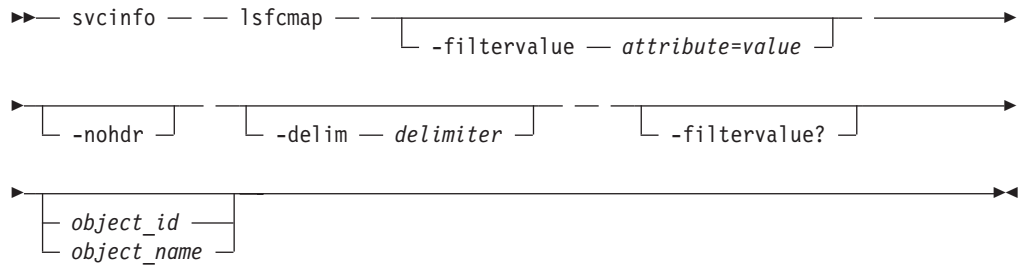 svcinfo lsfcmap
-filtervalue attribute=value
-nohdr -delim delimiter -filtervalue?
object_id
object_name